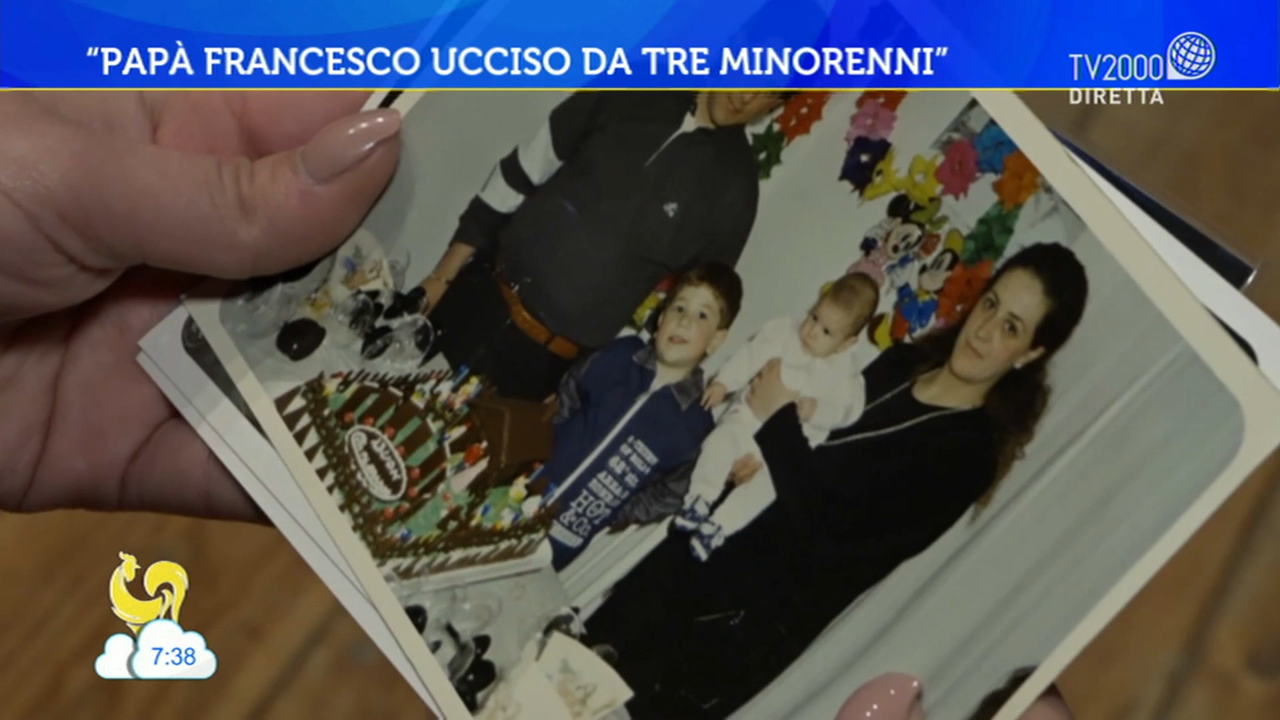 “PAPÀ FRANCESCO UCCISO DA TRE MINORENNI”
TV2000
DIRETTA
7:38